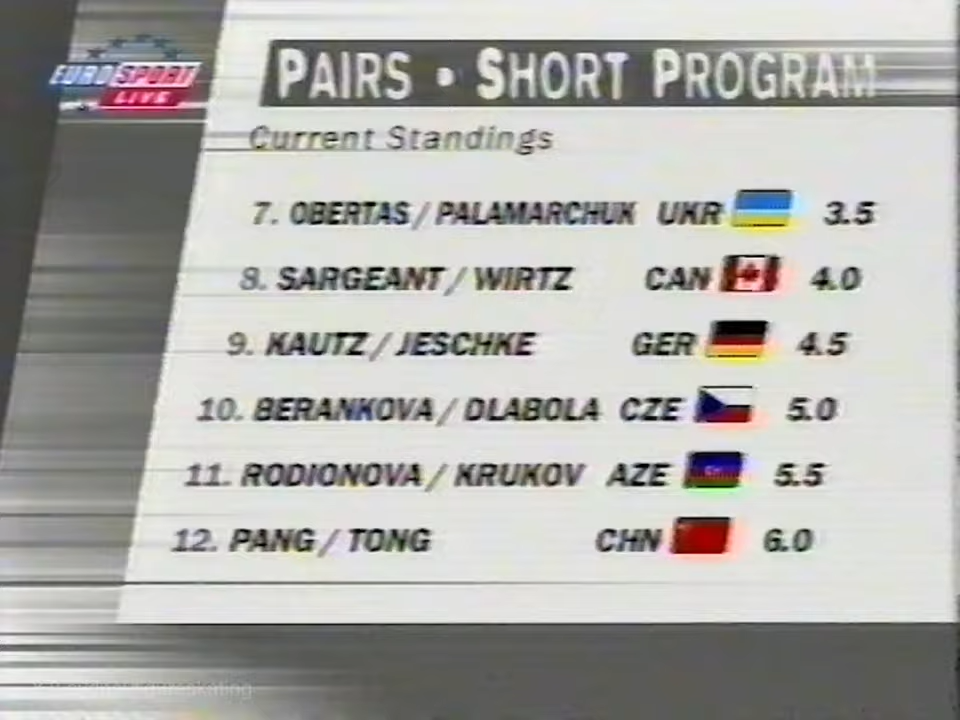 EUROSPORT
LIVE
PAIRS • SHORT PROGRAM
Current Standings
7. OBERTAS / PALAMARCHUK UKR 3.5
8. SARGEANT / WIRTZ CAN 4.0
9. KAUTZ / JESCHKE GER 4.5
10. BERANKOVA / DLABOLA CZE 5.0
11. RODIONOVA / KRUKOV AZE 5.5
12. PANG / TONG CHN 6.0